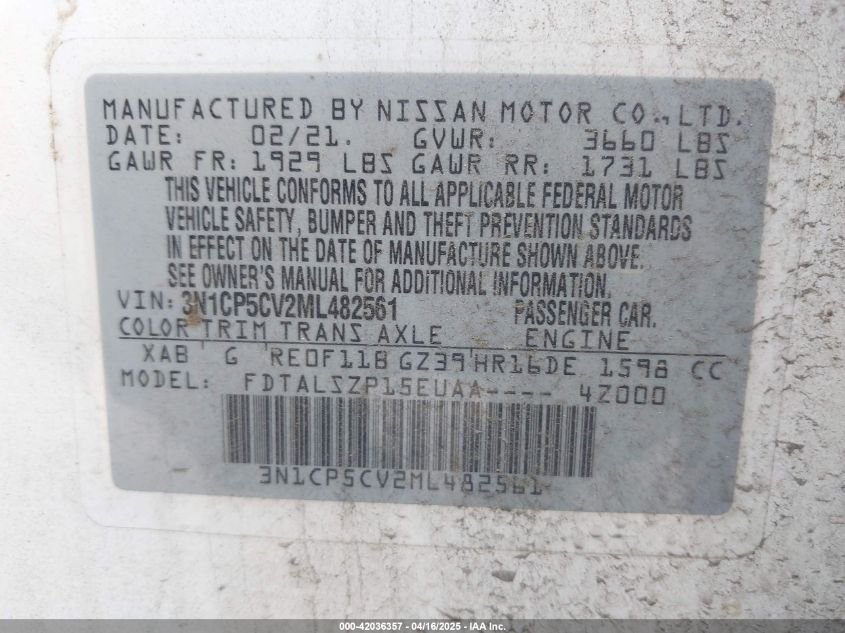 MANUFACTURED BY NISSAN MOTOR CO., LTD.
DATE: 02/21. GVWR: 3660 LBS
GAWR FR: 1929 LBS GAWR RR: 1731 LBS
THIS VEHICLE CONFORMS TO ALL APPLICABLE FEDERAL MOTOR
VEHICLE SAFETY, BUMPER AND THEFT PREVENTION STANDARDS
IN EFFECT ON THE DATE OF MANUFACTURE SHOWN ABOVE.
SEE OWNER'S MANUAL FOR ADDITIONAL INFORMATION.
VIN: 3N1CP5CV2ML482561 PASSENGER CAR.
COLOR TRIM TRANS AXLE ENGINE
XAB G RE0F11B GZ39 HR16DE 1598 CC
MODEL: FDTALSZP15EUAA---- 4Z000
3N1CP5CV2ML482561
000-42036357 - 04/16/2025 - IAA Inc.